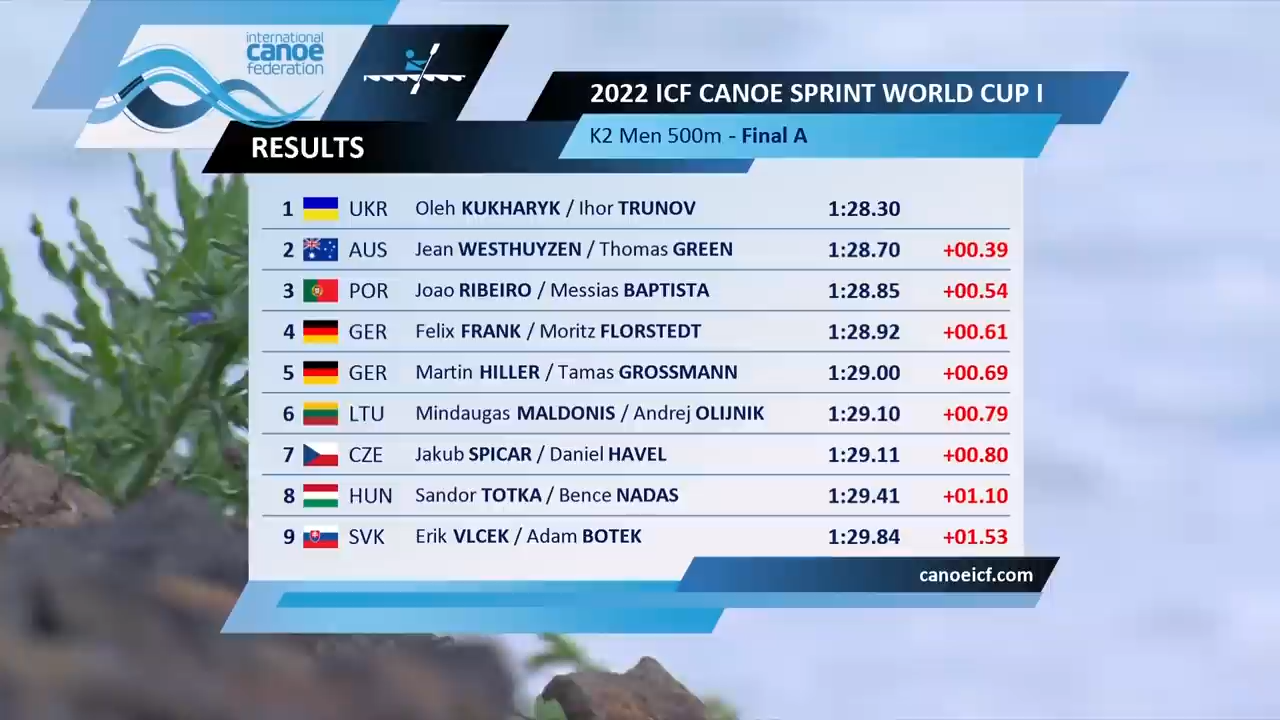 international
canoe
federation
2022 ICF CANOE SPRINT WORLD CUP I
K2 Men 500m - Final A
RESULTS
1 UKR Oleh KUKHARYK / Ihor TRUNOV 1:28.30
2 AUS Jean WESTHUYZEN / Thomas GREEN 1:28.70 +00.39
3 POR Joao RIBEIRO / Messias BAPTISTA 1:28.85 +00.54
4 GER Felix FRANK / Moritz FLORSTEDT 1:28.92 +00.61
5 GER Martin HILLER / Tamas GROSSMANN 1:29.00 +00.69
6 LTU Mindaugas MALDONIS / Andrej OLIJNIK 1:29.10 +00.79
7 CZE Jakub SPICAR / Daniel HAVEL 1:29.11 +00.80
8 HUN Sandor TOTKA / Bence NADAS 1:29.41 +01.10
9 SVK Erik VLCEK / Adam BOTEK 1:29.84 +01.53
canoeicf.com